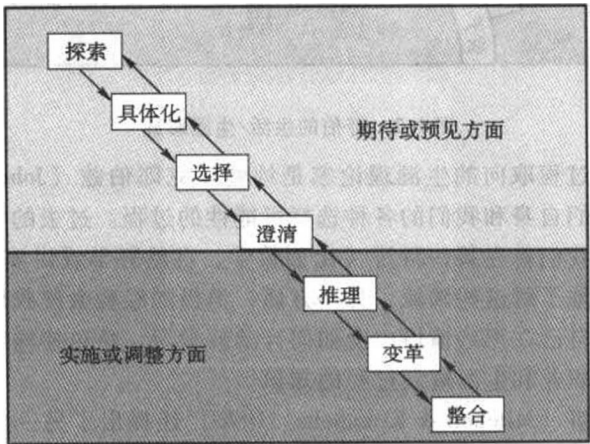 探索
具体化
期待或预见方面
选择
澄清
推理
实施或调整方面
变革
整合